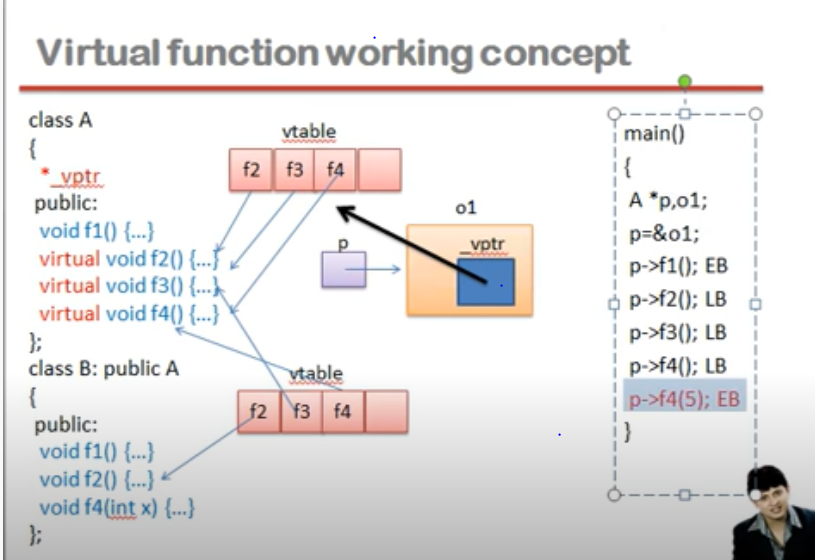 Virtual function working concept
class A
{
*_vptr
public:
void f1() {...}
virtual void f2() {...}
virtual void f3() {...}
virtual void f4() {...}
};
class B: public A
{
public:
void f1() {...}
void f2() {...}
void f4(int x) {...}
};
vtable
f2 f3 f4
o1
p
_vptr
vtable
f2 f3 f4
main()
{
A *p,o1;
p=&o1;
p->f1(); EB
p->f2(); LB
p->f3(); LB
p->f4(); LB
p->f4(5); EB
}